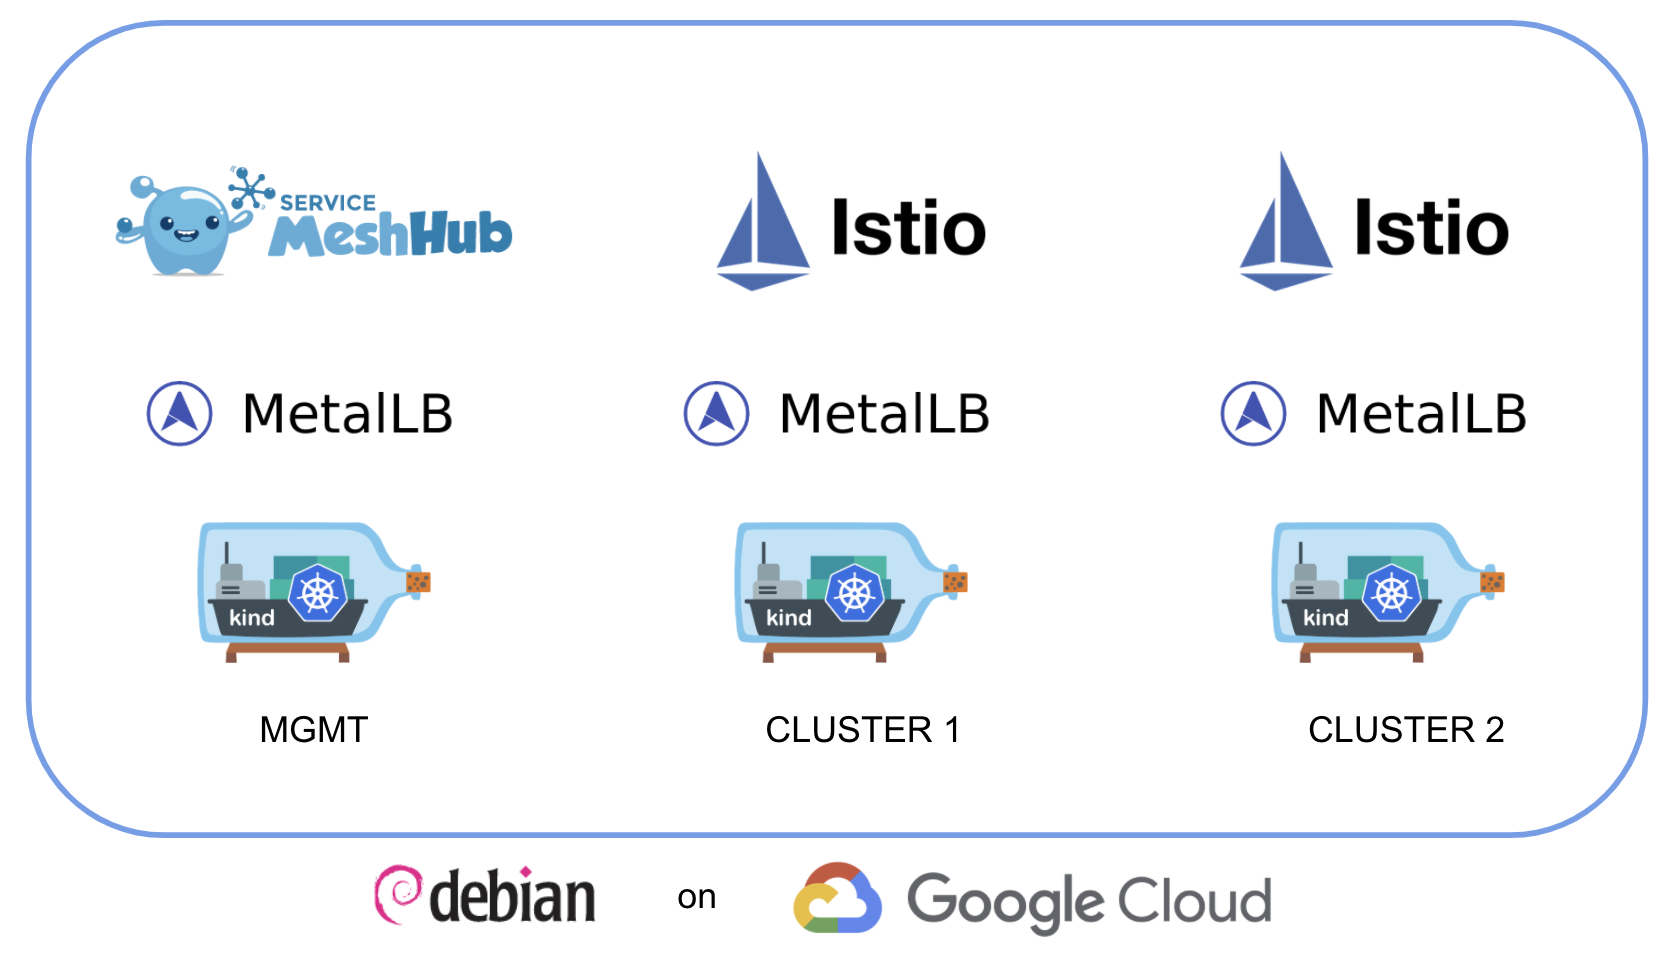 SERVICE
MeshHub
Istio
Istio
MetalLB
MetalLB
MetalLB
kind
kind
kind
MGMT
CLUSTER 1
CLUSTER 2
debian on Google Cloud